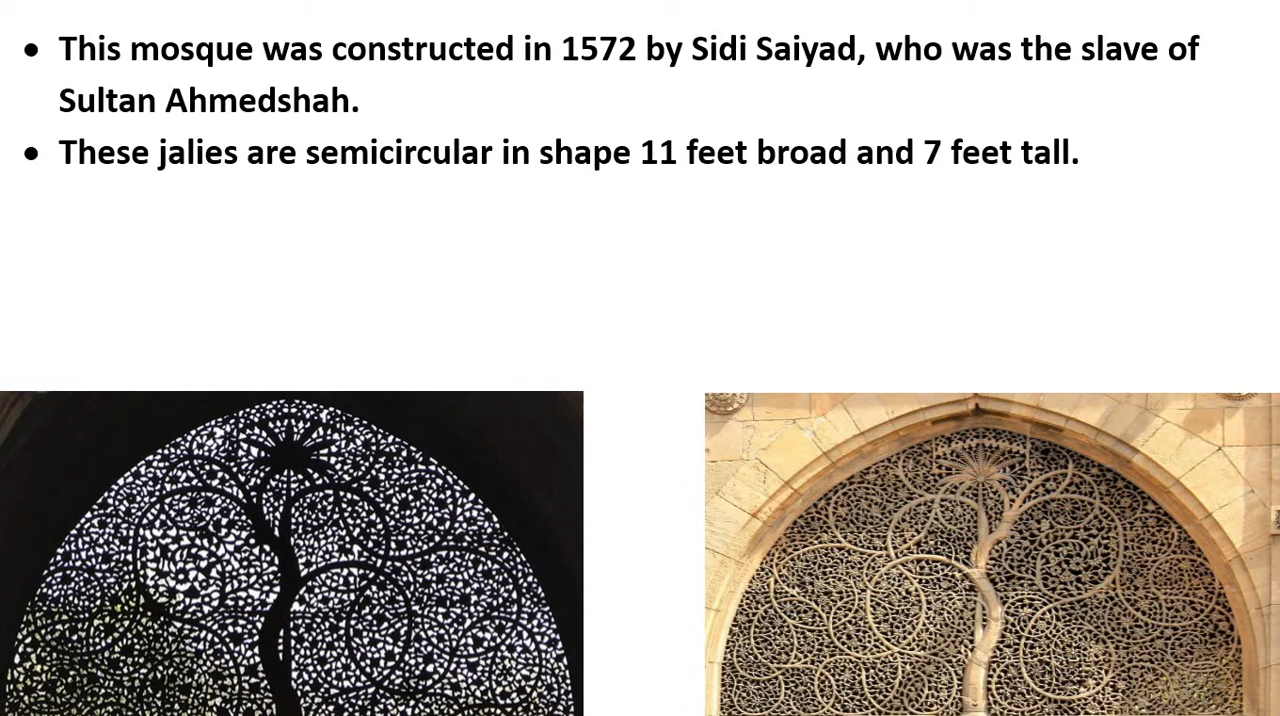 • This mosque was constructed in 1572 by Sidi Saiyad, who was the slave of
Sultan Ahmedshah.
• These jalies are semicircular in shape 11 feet broad and 7 feet tall.